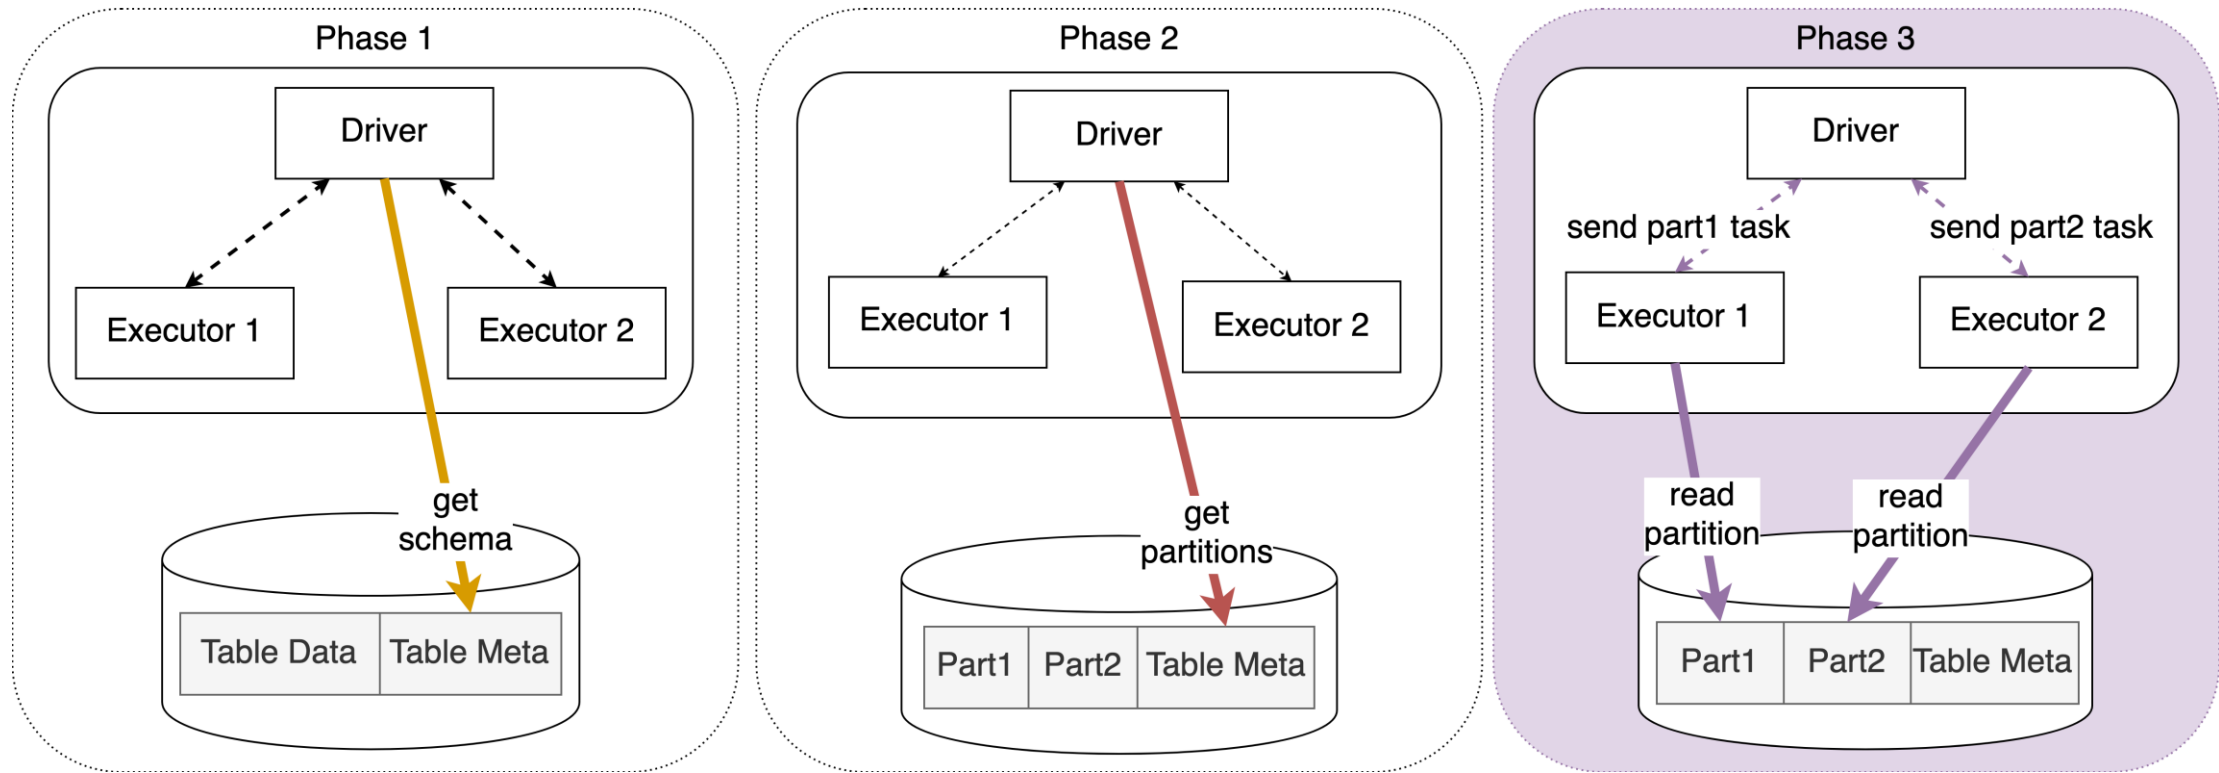 Phase 1
Driver
Executor 1
Executor 2
get
schema
Table Data
Table Meta
Phase 2
Driver
Executor 1
Executor 2
get
partitions
Part1
Part2
Table Meta
Phase 3
Driver
send part1 task
send part2 task
Executor 1
Executor 2
read
partition
read
partition
Part1
Part2
Table Meta